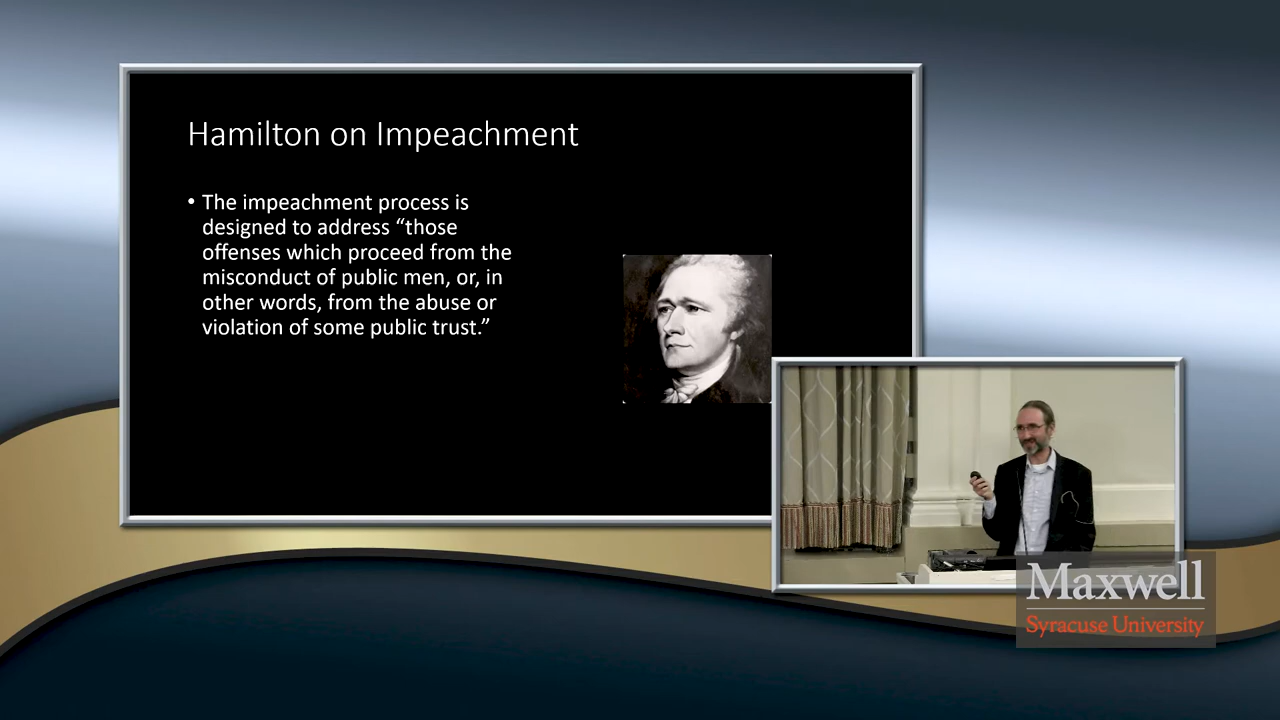 Hamilton on Impeachment
• The impeachment process is
designed to address “those
offenses which proceed from the
misconduct of public men, or, in
other words, from the abuse or
violation of some public trust.”
Maxwell
Syracuse University